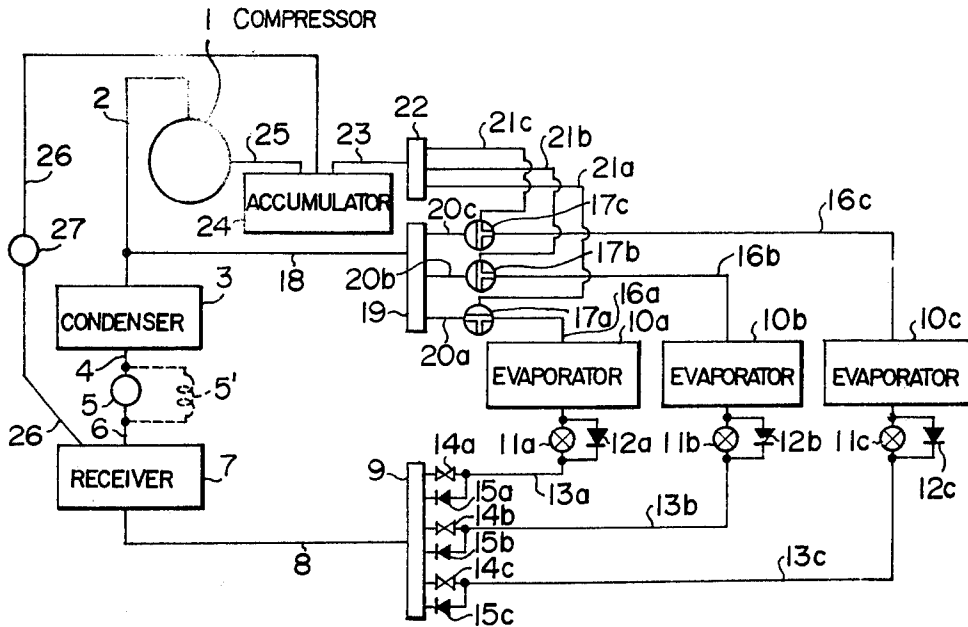 1 COMPRESSOR
2
25
23
22
21c
21b
21a
26
ACCUMULATOR
24
20c
17c
16c
27
18
20b
17b
16b
3
19
16a
17a
20a
10a
10b
10c
CONDENSER
4
5
5'
6
EVAPORATOR
EVAPORATOR
EVAPORATOR
26
11a
12a
11b
12b
11c
12c
7
RECEIVER
9
14a
13a
15a
14b
13b
15b
8
14c
13c
15c